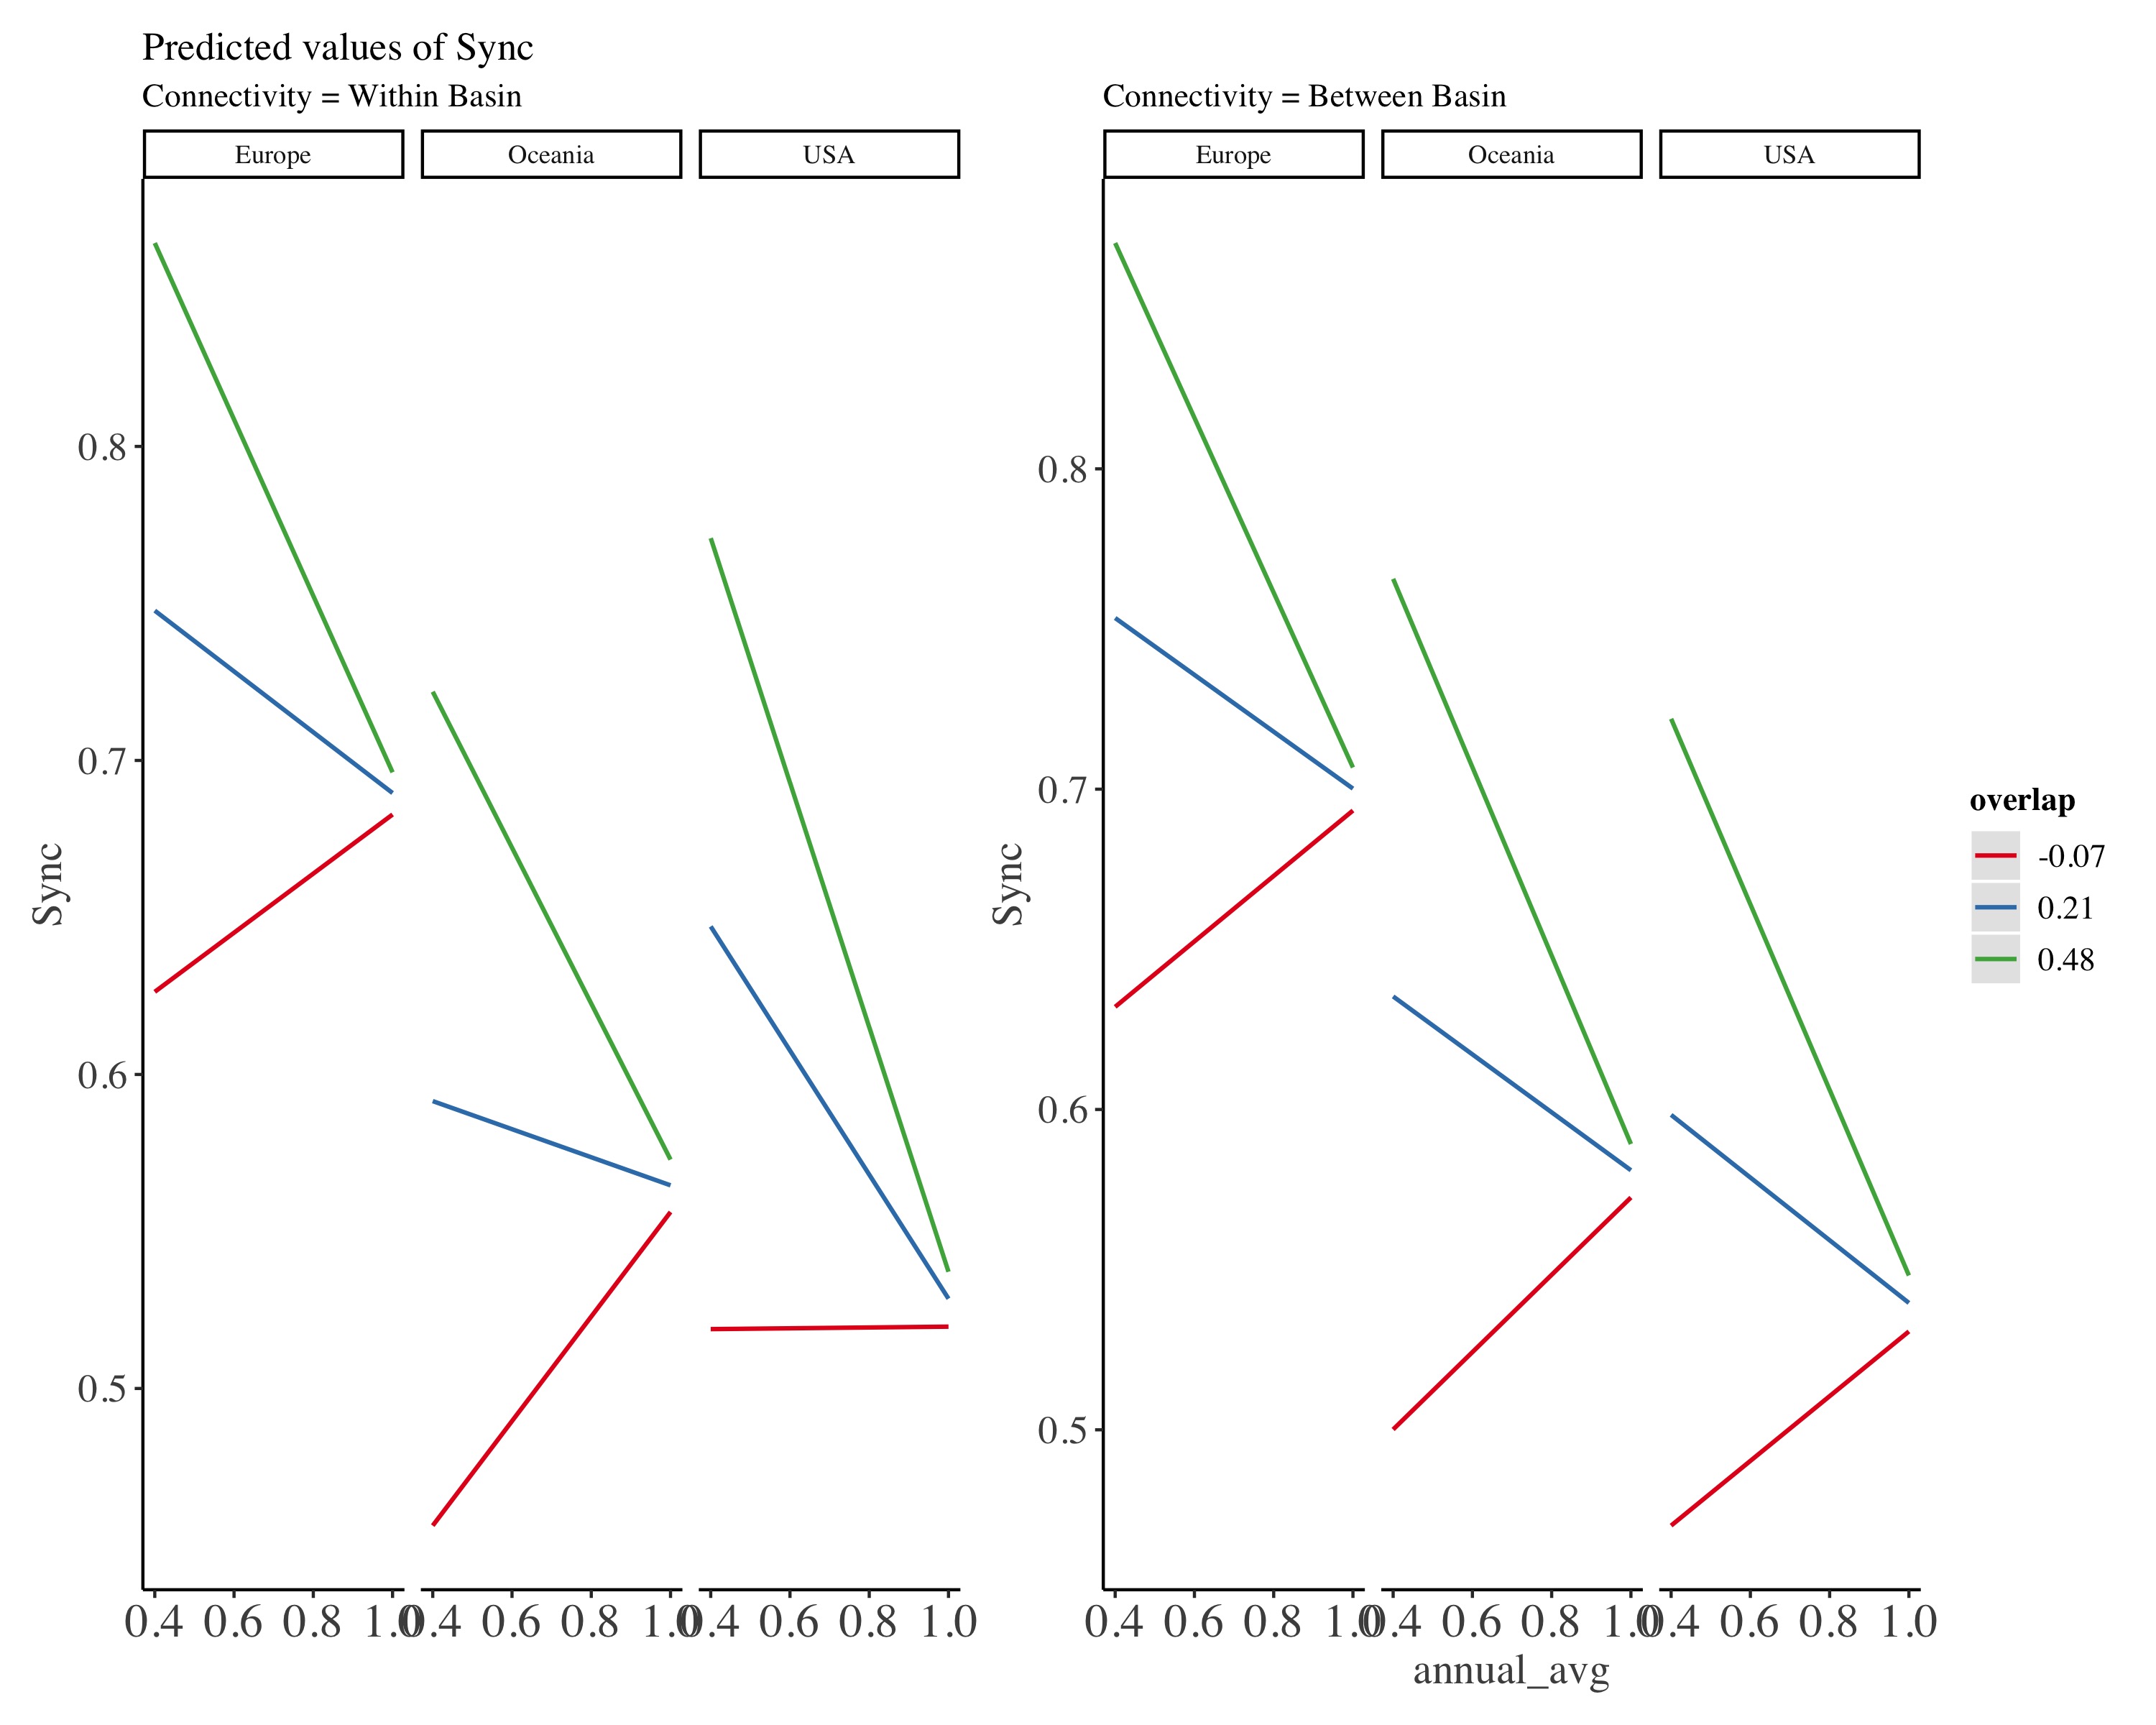 Predicted values of Sync
Connectivity = Within Basin
Europe Oceania USA
Sync
0.8
0.7
0.6
0.5
0.4 0.6 0.8 1.0 0.4 0.6 0.8 1.0 0.4 0.6 0.8 1.0
Connectivity = Between Basin
Europe Oceania USA
Sync
0.8
0.7
0.6
0.5
0.4 0.6 0.8 1.0 0.4 0.6 0.8 1.0 0.4 0.6 0.8 1.0
annual_avg
overlap
-0.07
0.21
0.48